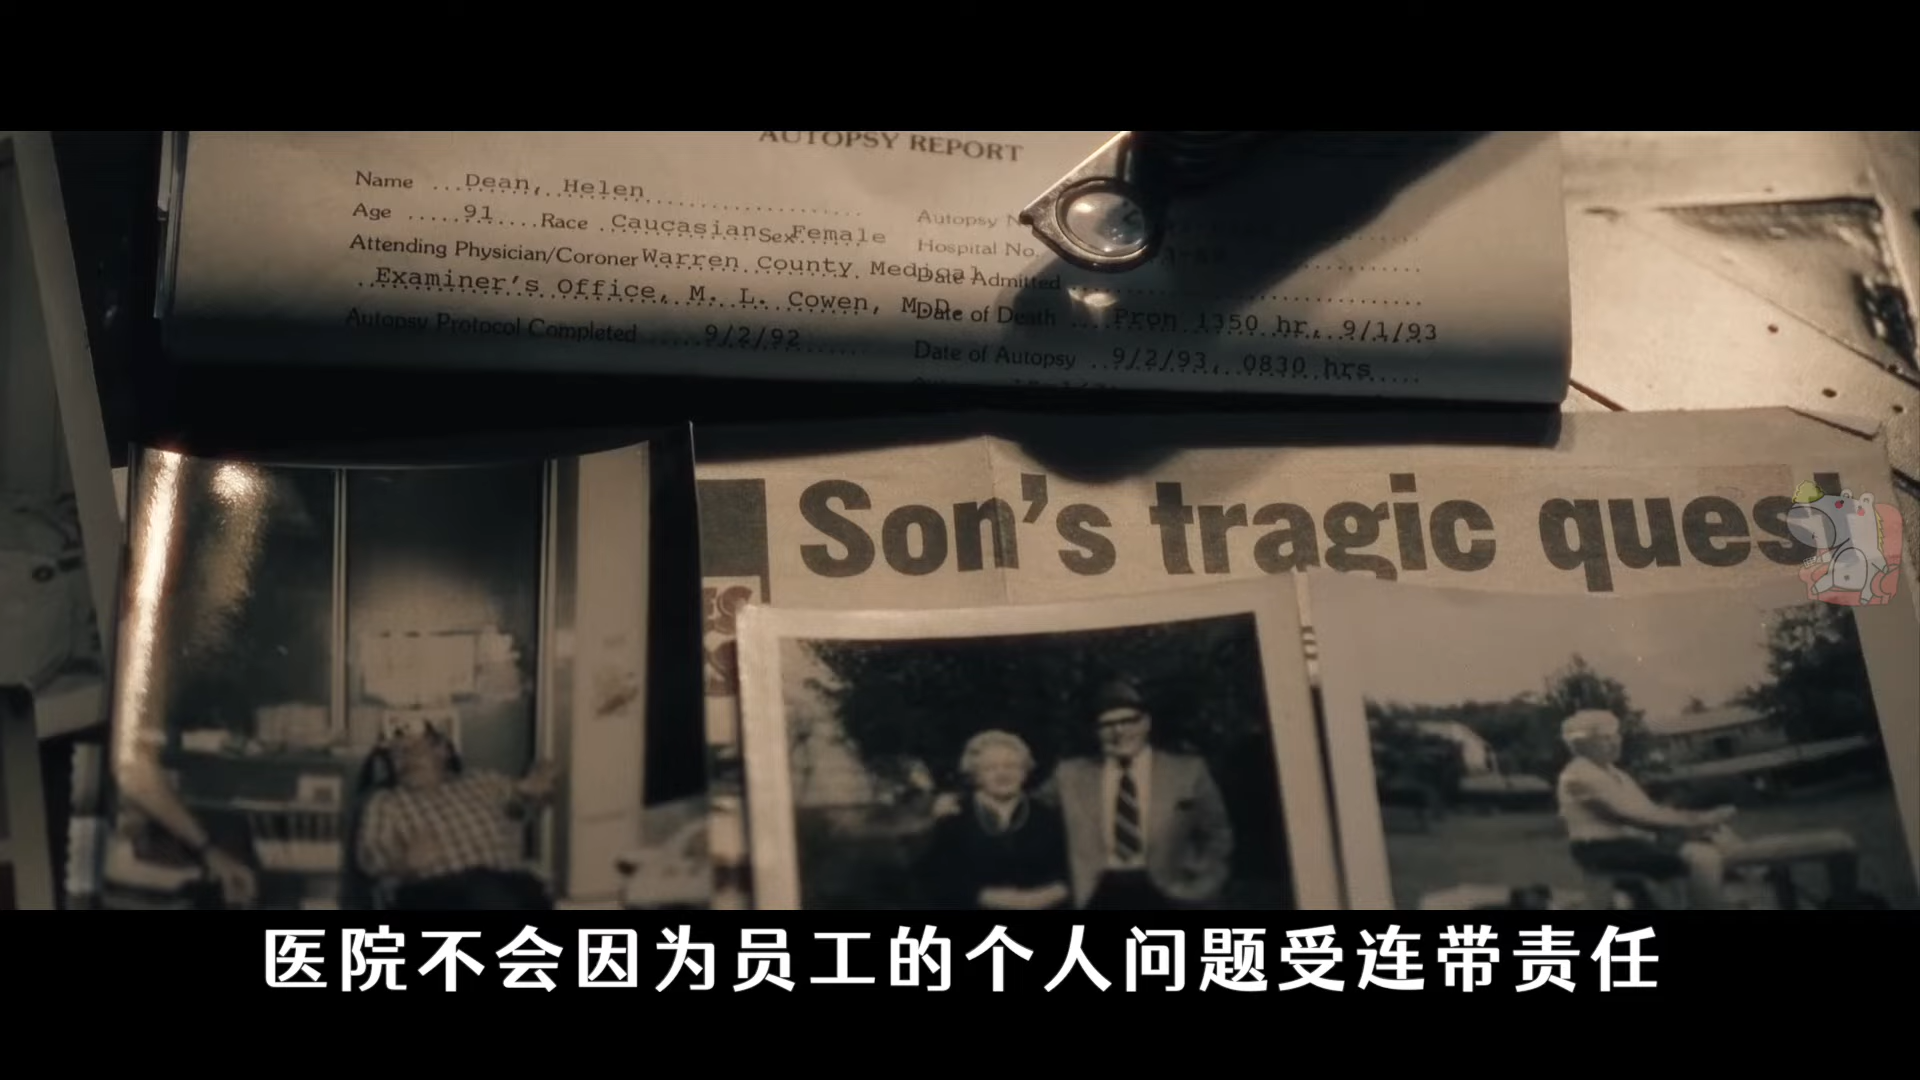 AUTOPSY REPORT
Name ... Dean, Helen
Age ..... 91 .... Race . Caucasian Sex Female
Attending Physician/Coroner Warren County Medical
Examiner's Office, M. L. Cowen, M.D.
Autopsy Protocol Completed ..... 9/2/92
Autopsy
Hospital No.
Date Admitted
Date of Death ... Pron 1350 hr. 9/1/93
Date of Autopsy .. 9/2/93, 0830 hrs
Son's tragic quest
医院不会因为员工的个人问题受连带责任